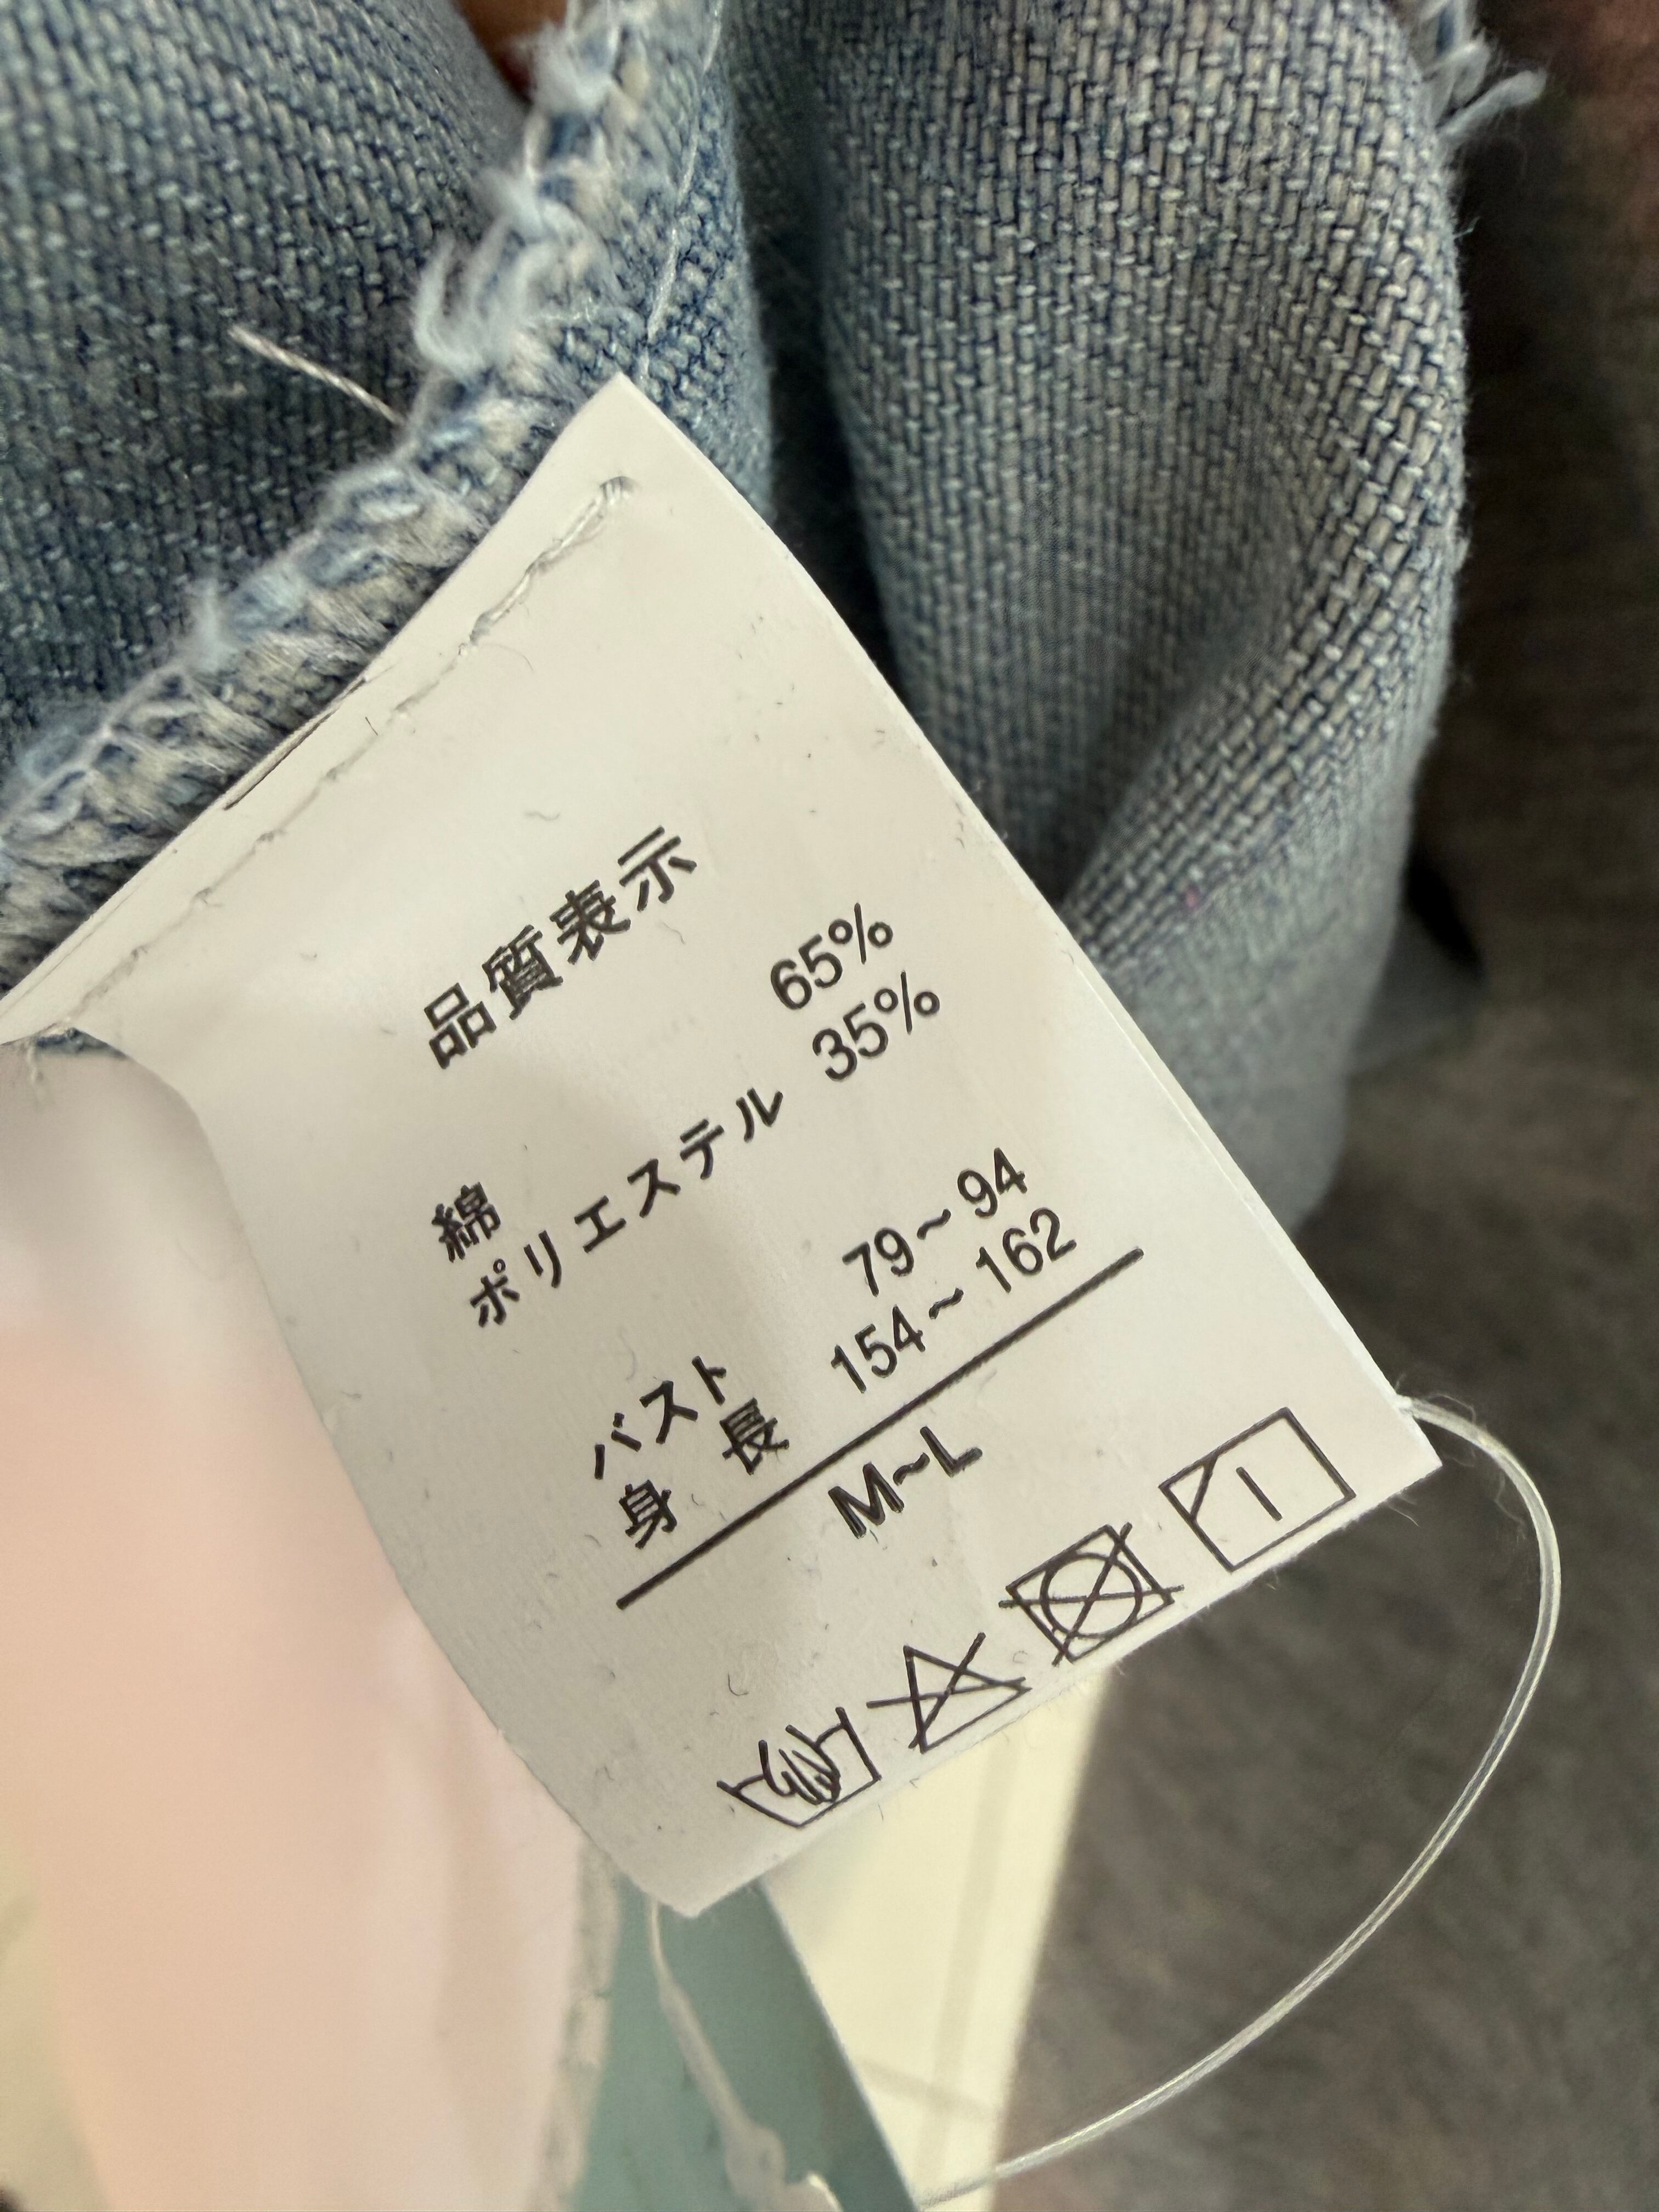 品質表示
綿 65%
ポリエステル 35%
バスト 79~94
身長 154~162
M~L